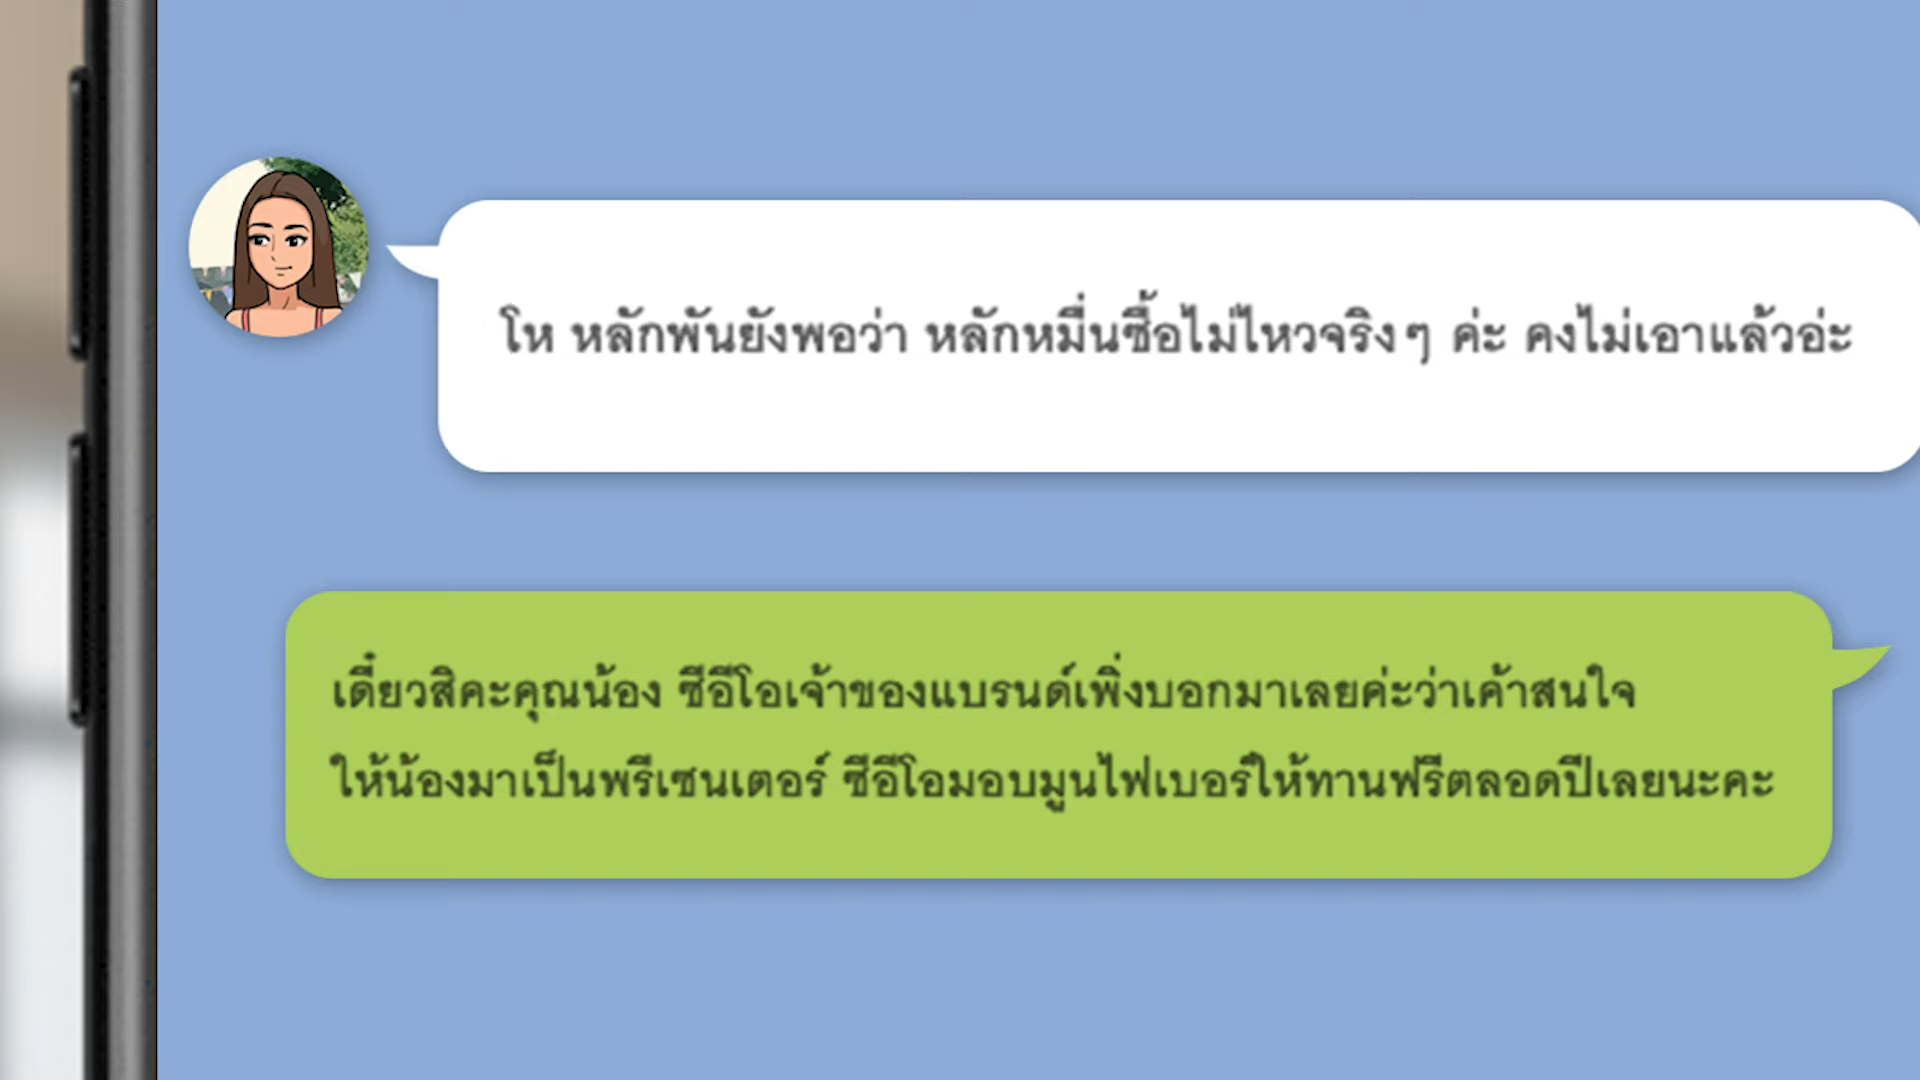 โห หลักพันยังพอว่า หลักหมื่นซื้อไม่ไหวจริงๆ ค่ะ คงไม่เอาแล้วอ่ะ
เดี๋ยวสิคะคุณน้อง ซีอีโอเจ้าของแบรนด์เพิ่งบอกมาเลยค่ะว่าเค้าสนใจ
ให้น้องมาเป็นพรีเซนเตอร์ ซีอีโอมอบมูนไฟเบอร์ให้ทานฟรีตลอดปีเลยนะคะ